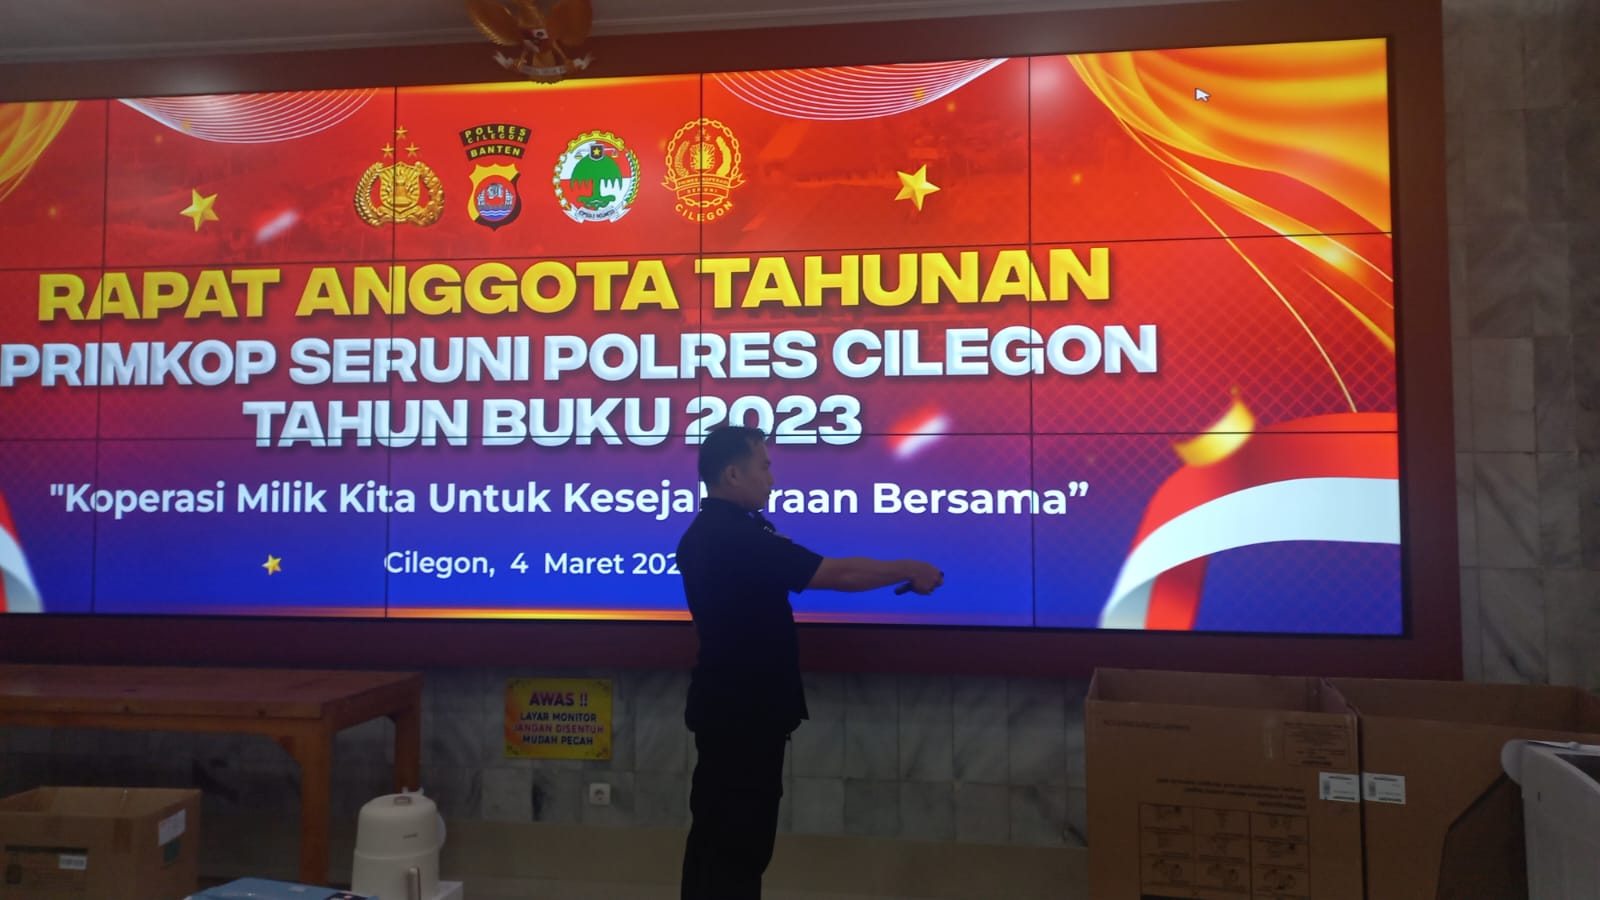 POLRES
CILEGON
BANTEN
CILEGON
RAPAT ANGGOTA TAHUNAN
PRIMKOP SERUNI POLRES CILEGON
TAHUN BUKU 2023
"Koperasi Milik Kita Untuk Keseja raan Bersama”
Cilegon, 4 Maret 202
AWAS !!
LAYAR MONITOR
JANGAN DISENTUH
MUDAH PECAH